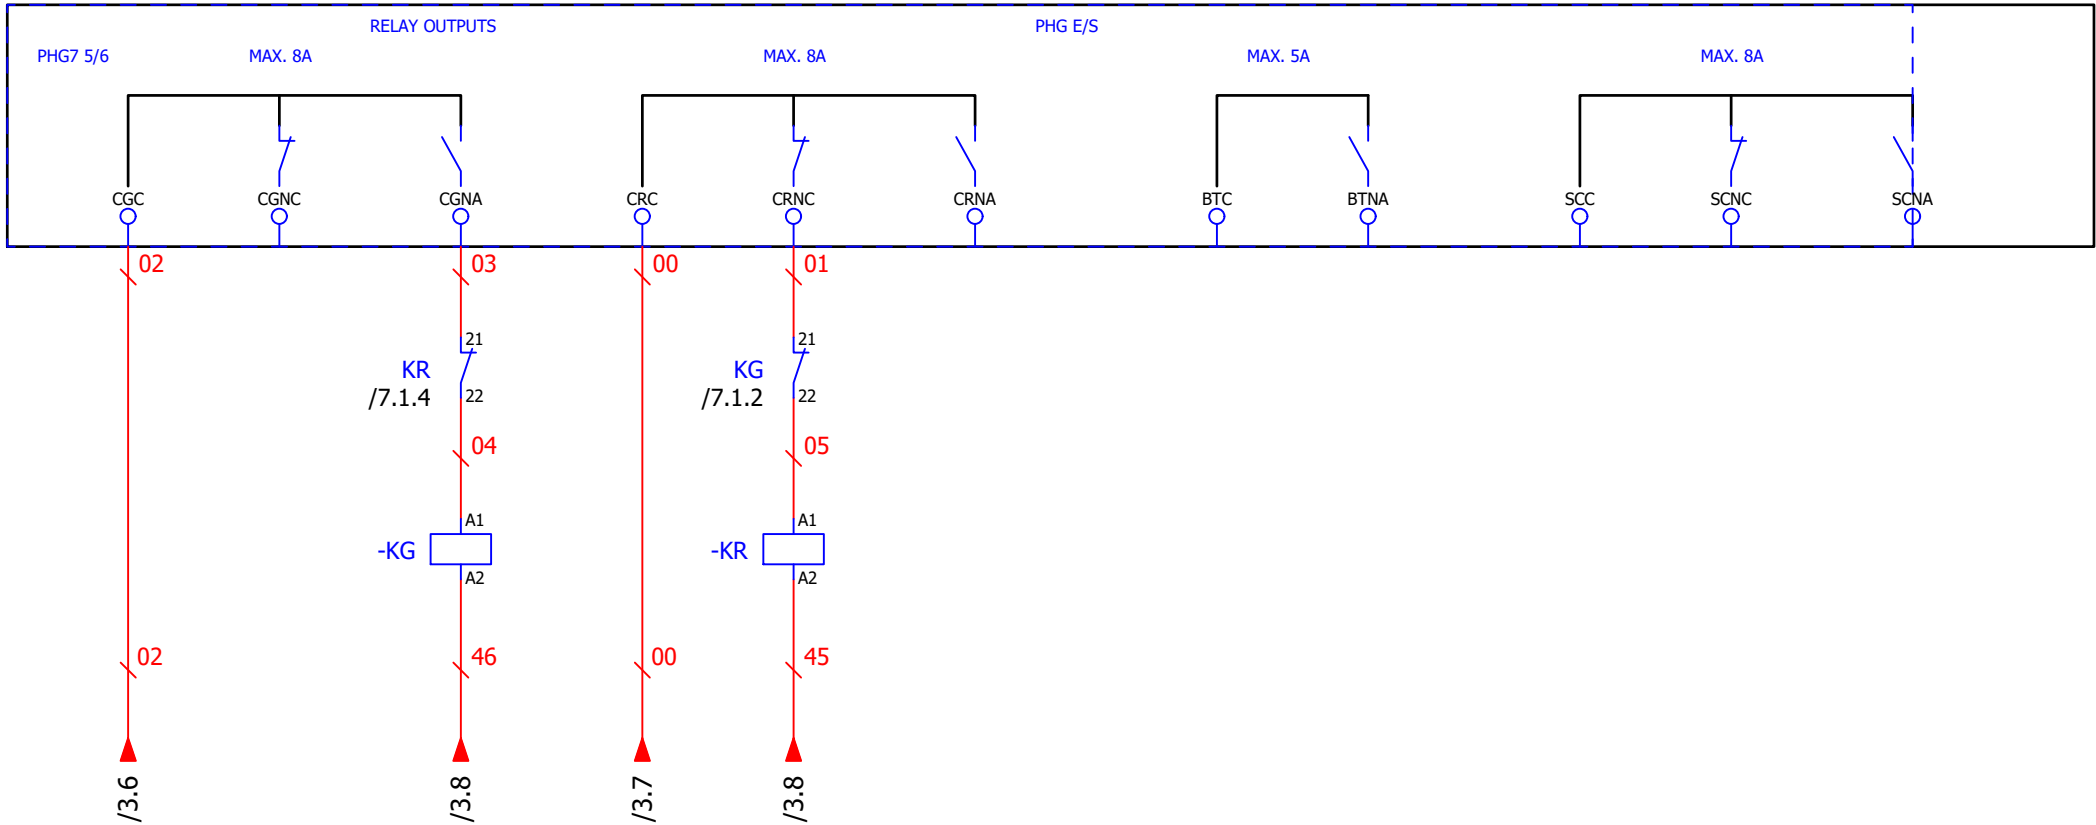 RELAY OUTPUTS PHG E/S
PHG7 5/6 MAX. 8A MAX. 8A MAX. 5A MAX. 8A
CGC CGNC CGNA CRC CRNC CRNA BTC BTNA SCC SCNC SCNA
02 03 00 01
21 21
KR KG
/7.1.4 22 /7.1.2 22
04 05
A1 A1
-KG -KR
A2 A2
02 46 00 45
/3.6 /3.8 /3.7 /3.8